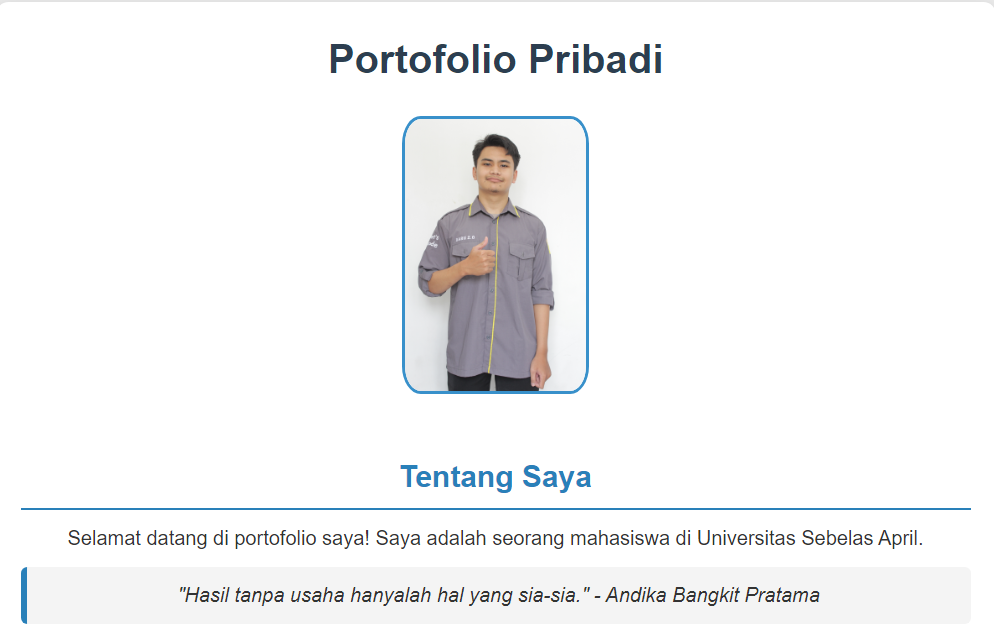 Portofolio Pribadi
Tentang Saya
Selamat datang di portofolio saya! Saya adalah seorang mahasiswa di Universitas Sebelas April.
"Hasil tanpa usaha hanyalah hal yang sia-sia." - Andika Bangkit Pratama